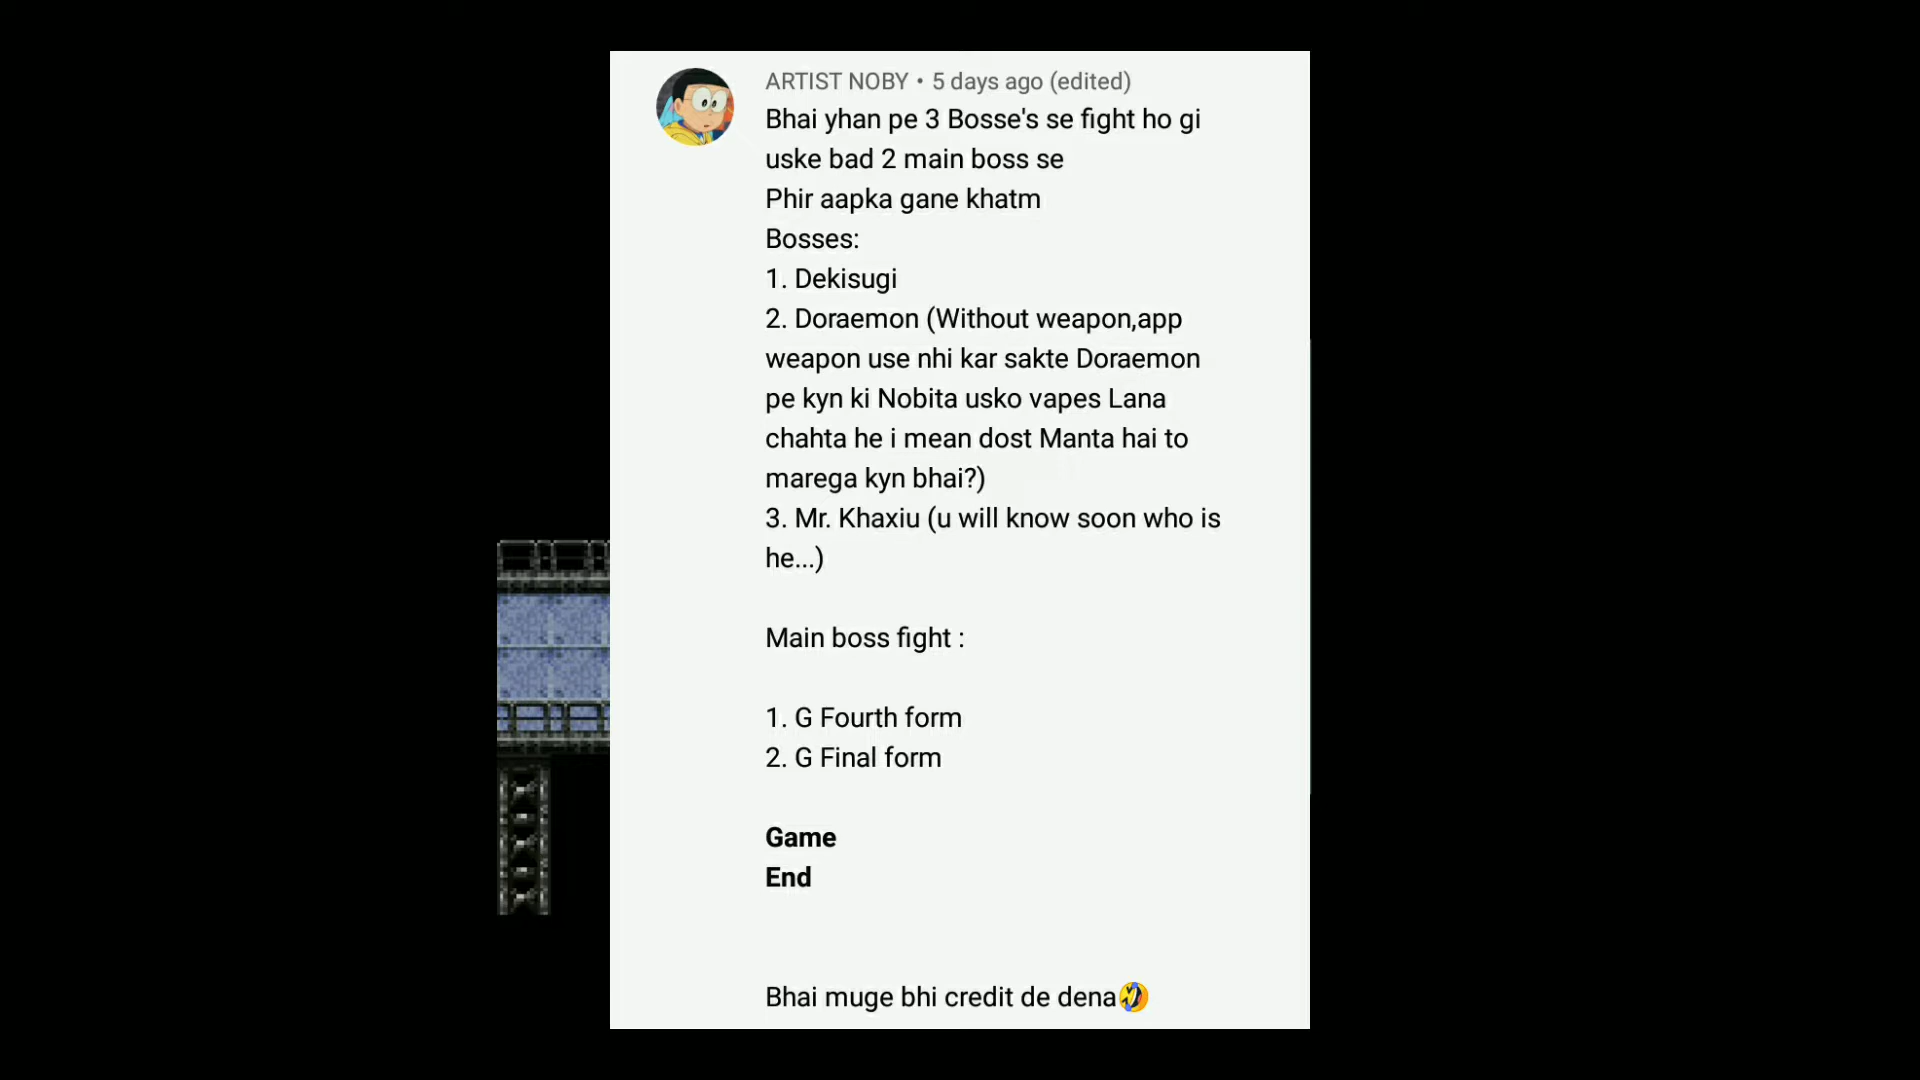 ARTIST NOBY • 5 days ago (edited)
Bhai yhan pe 3 Bosse's se fight ho gi
uske bad 2 main boss se
Phir aapka gane khatm
Bosses:
1. Dekisugi
2. Doraemon (Without weapon,app
weapon use nhi kar sakte Doraemon
pe kyn ki Nobita usko vapes Lana
chahta he i mean dost Manta hai to
marega kyn bhai?)
3. Mr. Khaxiu (u will know soon who is
he...)
Main boss fight :
1. G Fourth form
2. G Final form
Game
End
Bhai muge bhi credit de dena🤣